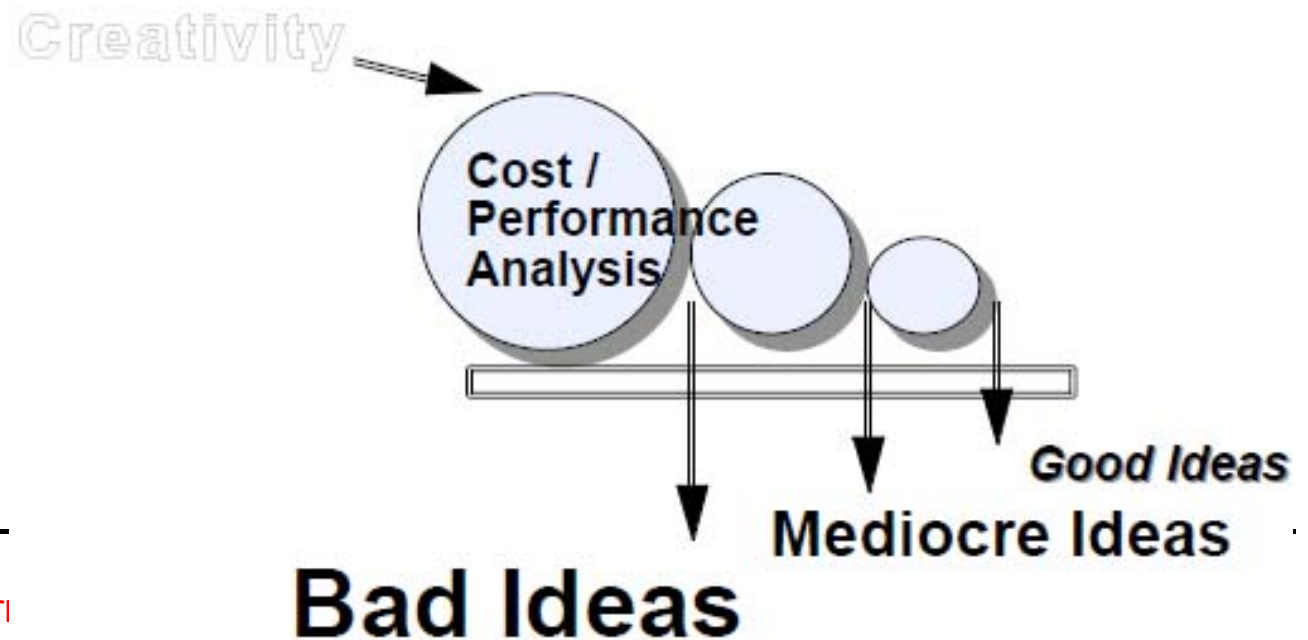 Creativity
Cost /
Performance
Analysis
Good Ideas
Mediocre Ideas
Bad Ideas